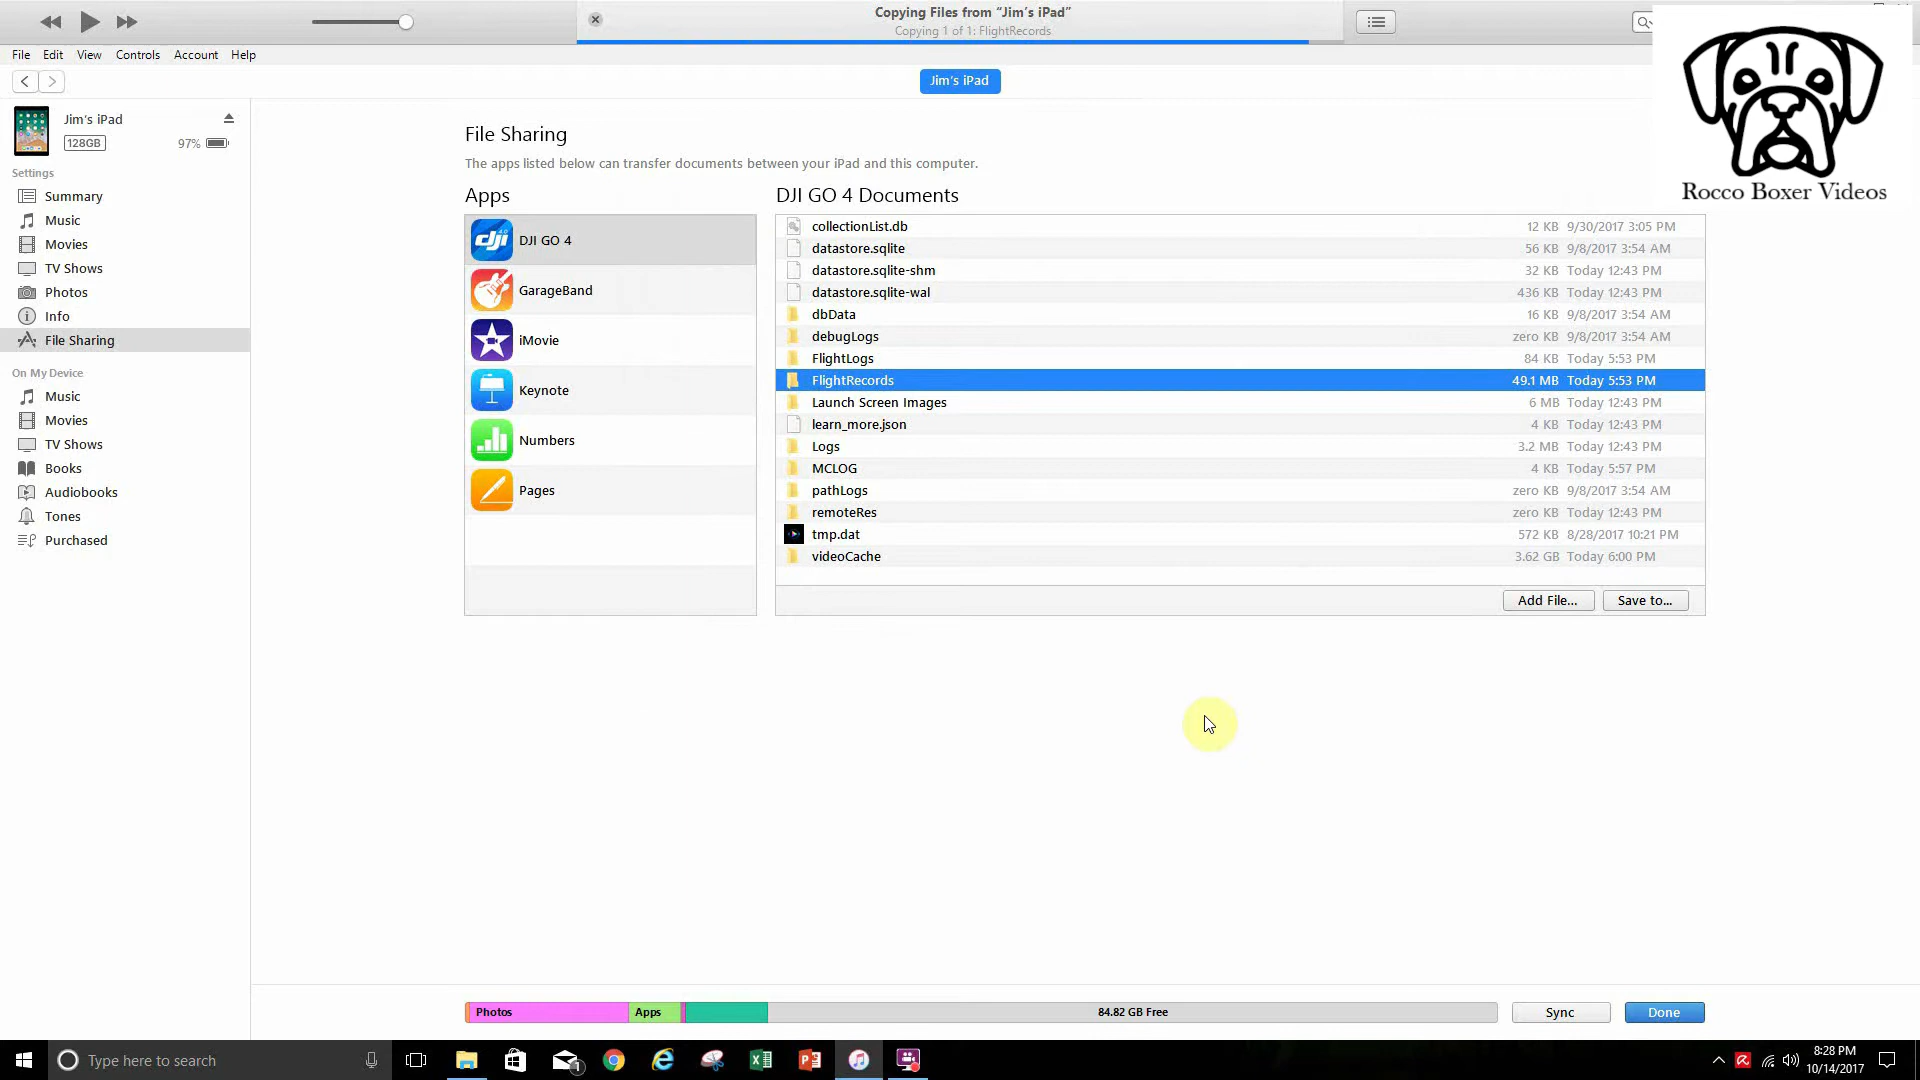 Copying Files from “Jim’s iPad”
Copying 1 of 1: FlightRecords
File Edit View Controls Account Help
Jim’s iPad
Rocco Boxer Videos
Jim’s iPad
128GB 97%
Settings
Summary
Music
Movies
TV Shows
Photos
Info
File Sharing
On My Device
Music
Movies
TV Shows
Books
Audiobooks
Tones
Purchased
File Sharing
The apps listed below can transfer documents between your iPad and this computer.
Apps
dji 4.0 DJI GO 4
GarageBand
iMovie
Keynote
Numbers
Pages
DJI GO 4 Documents
collectionList.db 12 KB 9/30/2017 3:05 PM
datastore.sqlite 56 KB 9/8/2017 3:54 AM
datastore.sqlite-shm 32 KB Today 12:43 PM
datastore.sqlite-wal 436 KB Today 12:43 PM
dbData 16 KB 9/8/2017 3:54 AM
debugLogs zero KB 9/8/2017 3:54 AM
FlightLogs 84 KB Today 5:53 PM
FlightRecords 49.1 MB Today 5:53 PM
Launch Screen Images 6 MB Today 12:43 PM
learn_more.json 4 KB Today 12:43 PM
Logs 3.2 MB Today 12:43 PM
MCLOG 4 KB Today 5:57 PM
pathLogs zero KB 9/8/2017 3:54 AM
remoteRes zero KB Today 12:43 PM
tmp.dat 572 KB 8/28/2017 10:21 PM
videoCache 3.62 GB Today 6:00 PM
Add File... Save to...
Photos Apps 84.82 GB Free Sync Done
Type here to search
1
8:28 PM
10/14/2017